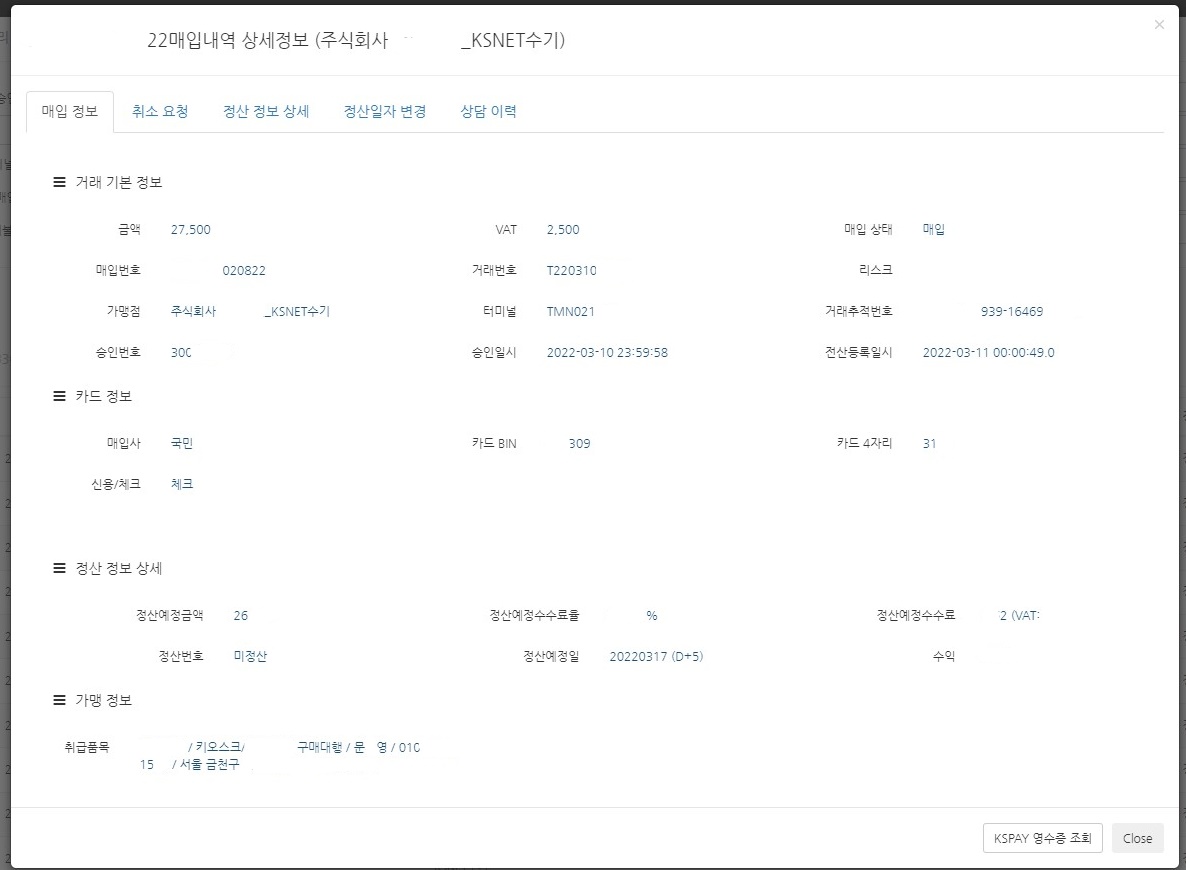 22매입내역 상세정보 (주식회사 _KSNET수기) ×
매입 정보 취소 요청 정산 정보 상세 정산일자 변경 상담 이력
거래 기본 정보
금액 27,500 VAT 2,500 매입 상태 매입
매입번호 020822 거래번호 T220310 리스크
가맹점 주식회사 _KSNET수기 터미널 TMN021 거래추적번호 939-16469
승인번호 300 승인일시 2022-03-10 23:59:58 전산등록일시 2022-03-11 00:00:49.0
카드 정보
매입사 국민 카드 BIN 309 카드 4자리 31
신용/체크 체크
정산 정보 상세
정산예정금액 26 정산예정수수료율 % 정산예정수수료 2 (VAT:
정산번호 미정산 정산예정일 20220317 (D+5) 수익
가맹 정보
취급품목 / 키오스크/ 구매대행 / 문 영 / 010
15 / 서울 금천구
KSPAY 영수증 조회 Close